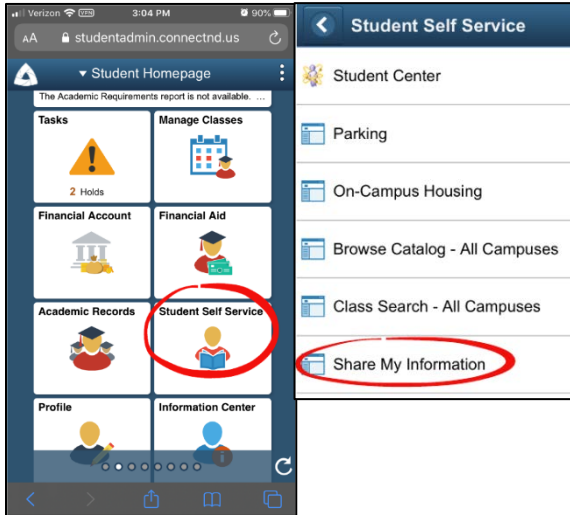 Verizon VPN 3:04 PM 90%
AA studentadmin.connectnd.us
Student Homepage
The Academic Requirements report is not available. ...
Tasks
2 Holds
Manage Classes
Financial Account
Financial Aid
Academic Records
Student Self Service
Profile
Information Center
Student Self Service
Student Center
Parking
On-Campus Housing
Browse Catalog - All Campuses
Class Search - All Campuses
Share My Information